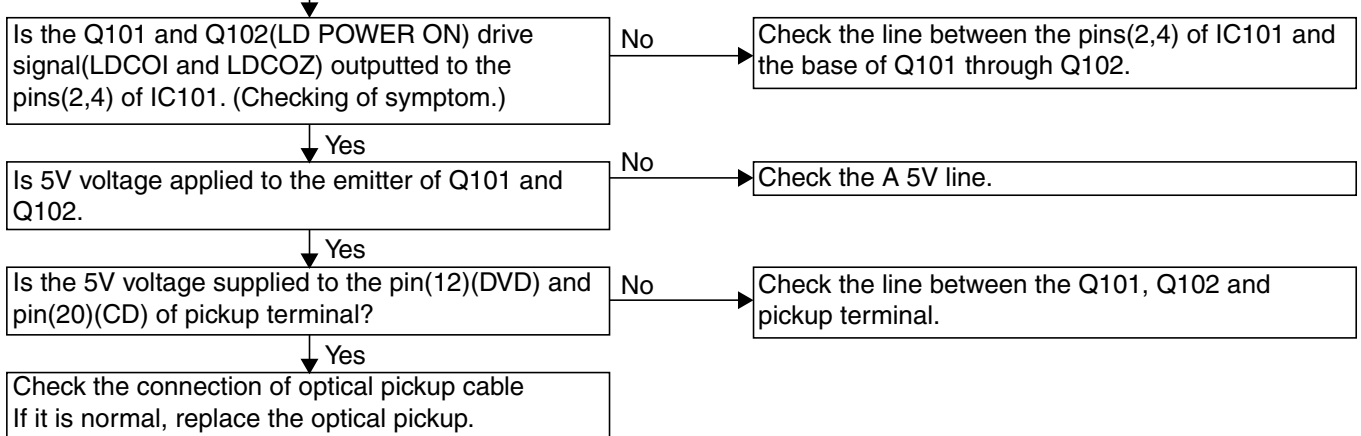 Is the Q101 and Q102(LD POWER ON) drive
signal(LDCOI and LDCOZ) outputted to the
pins(2,4) of IC101. (Checking of symptom.)
No
Check the line between the pins(2,4) of IC101 and
the base of Q101 through Q102.
Yes
Is 5V voltage applied to the emitter of Q101 and
Q102.
No
Check the A 5V line.
Yes
Is the 5V voltage supplied to the pin(12)(DVD) and
pin(20)(CD) of pickup terminal?
No
Check the line between the Q101, Q102 and
pickup terminal.
Yes
Check the connection of optical pickup cable
If it is normal, replace the optical pickup.